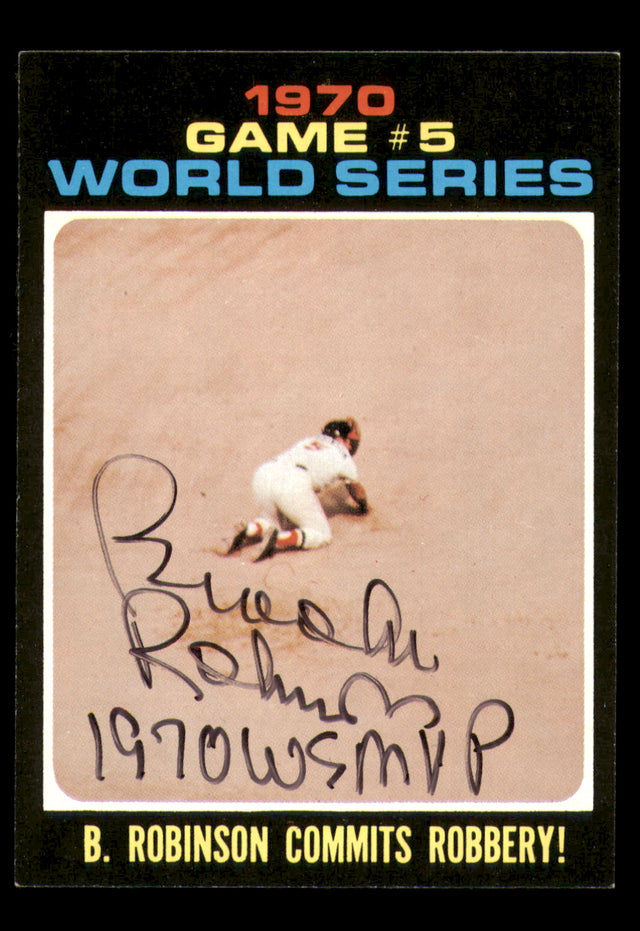 1970
GAME #5
WORLD SERIES
Brooks
Robinson
1970 WS MVP
B. ROBINSON COMMITS ROBBERY!